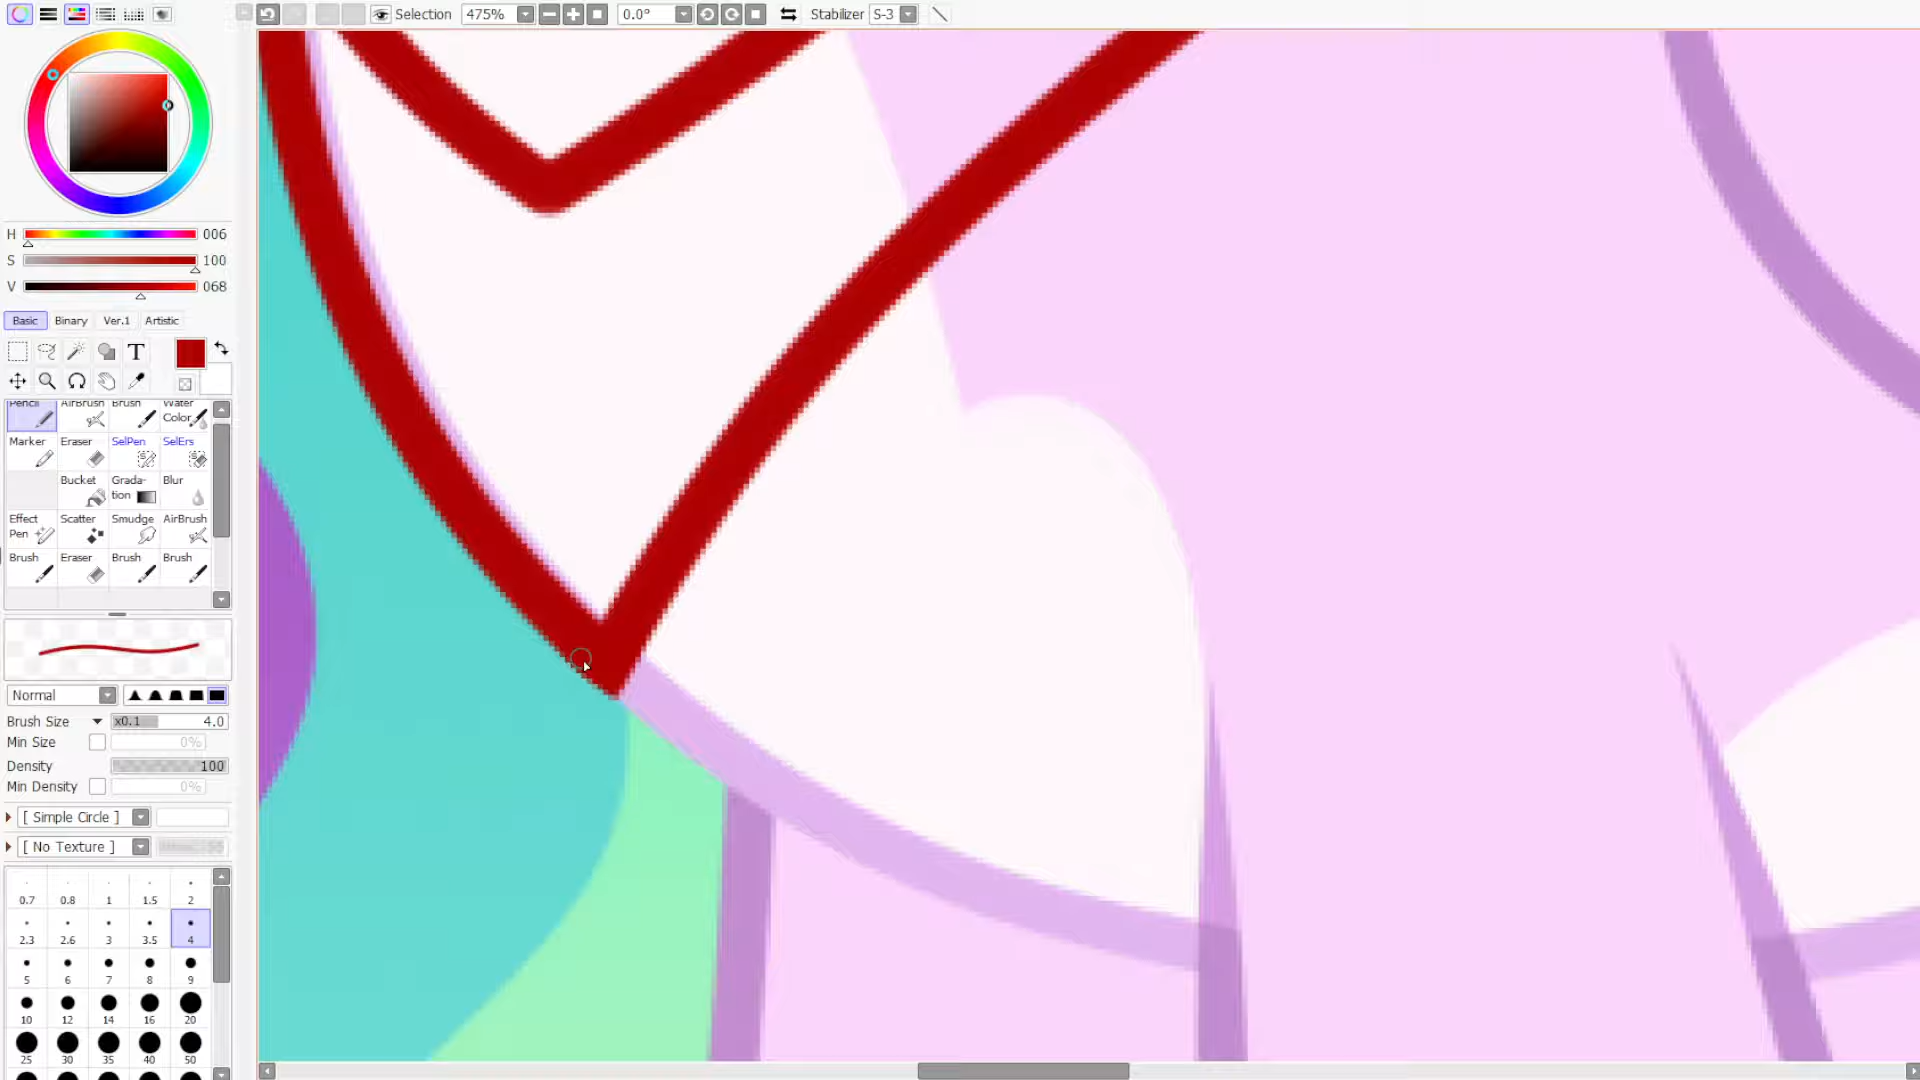 Selection 475% 0.0° Stabilizer S-3
H 006
S 100
V 068
Basic Binary Ver.1 Artistic
T
Pencil AirBrush Brush Water Color
Marker Eraser SelPen SelErs
Bucket Grada-tion Blur
Effect Pen Scatter Smudge AirBrush
Brush Eraser Brush Brush
Normal
Brush Size x0.1 4.0
Min Size 0%
Density 100
Min Density 0%
[ Simple Circle ]
[ No Texture ]
0.7 0.8 1 1.5 2
2.3 2.6 3 3.5 4
5 6 7 8 9
10 12 14 16 20
25 30 35 40 50